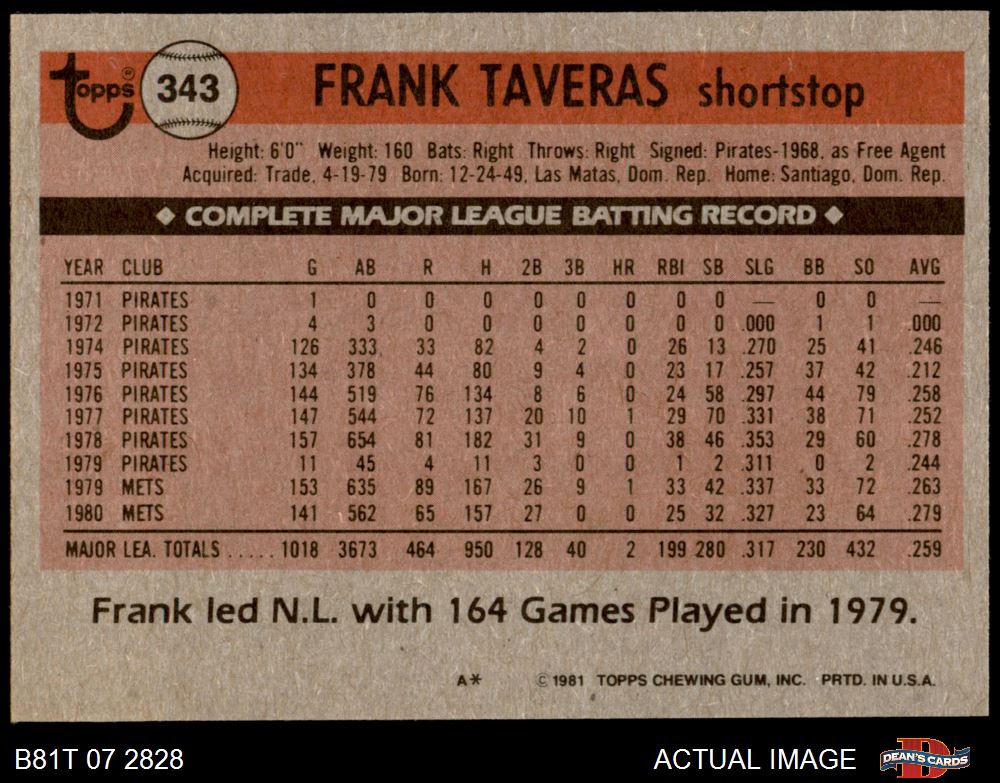 Topps® 343 FRANK TAVERAS shortstop
Height: 6'0" Weight: 160 Bats: Right Throws: Right Signed: Pirates-1968, as Free Agent
Acquired: Trade, 4-19-79 Born: 12-24-49, Las Matas, Dom. Rep. Home: Santiago, Dom. Rep.
◆ COMPLETE MAJOR LEAGUE BATTING RECORD ◆
YEAR CLUB G AB R H 2B 3B HR RBI SB SLG BB SO AVG
1971 PIRATES 1 0 0 0 0 0 0 0 0 — 0 0 —
1972 PIRATES 4 3 0 0 0 0 0 0 0 .000 1 1 .000
1974 PIRATES 126 333 33 82 4 2 0 26 13 .270 25 41 .246
1975 PIRATES 134 378 44 80 9 4 0 23 17 .257 37 42 .212
1976 PIRATES 144 519 76 134 8 6 0 24 58 .297 44 79 .258
1977 PIRATES 147 544 72 137 20 10 1 29 70 .331 38 71 .252
1978 PIRATES 157 654 81 182 31 9 0 38 46 .353 29 60 .278
1979 PIRATES 11 45 4 11 3 0 0 1 2 .311 0 2 .244
1979 METS 153 635 89 167 26 9 1 33 42 .337 33 72 .263
1980 METS 141 562 65 157 27 0 0 25 32 .327 23 64 .279
MAJOR LEA. TOTALS ..... 1018 3673 464 950 128 40 2 199 280 .317 230 432 .259
Frank led N.L. with 164 Games Played in 1979.
A* ©1981 TOPPS CHEWING GUM, INC. PRTD. IN U.S.A.
B81T 07 2828 ACTUAL IMAGE DEAN'S CARDS